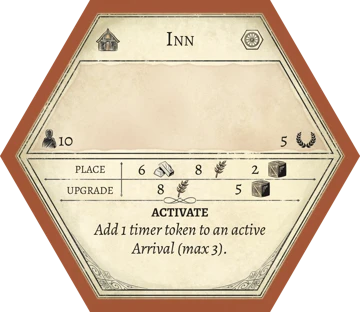 Inn
10 5
PLACE 6 8 2
UPGRADE 8 5
ACTIVATE
Add 1 timer token to an active
Arrival (max 3).